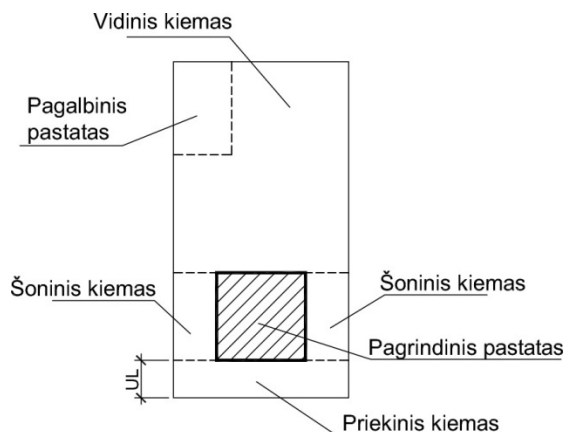 Vidinis kiemas
Pagalbinis
pastatas
Šoninis kiemas
Šoninis kiemas
Pagrindinis pastatas
UL
Priekinis kiemas